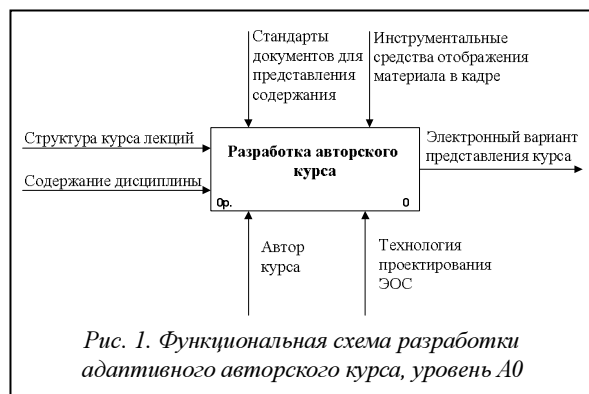 Стандарты
документов для
представления
содержания
Инструментальные
средства отображения
материала в кадре
Структура курса лекций
Содержание дисциплины
Разработка авторского
курса
0р.
0
Электронный вариант
представления курса
Автор
курса
Технология
проектирования
ЭОС
Рис. 1. Функциональная схема разработки
адаптивного авторского курса, уровень А0